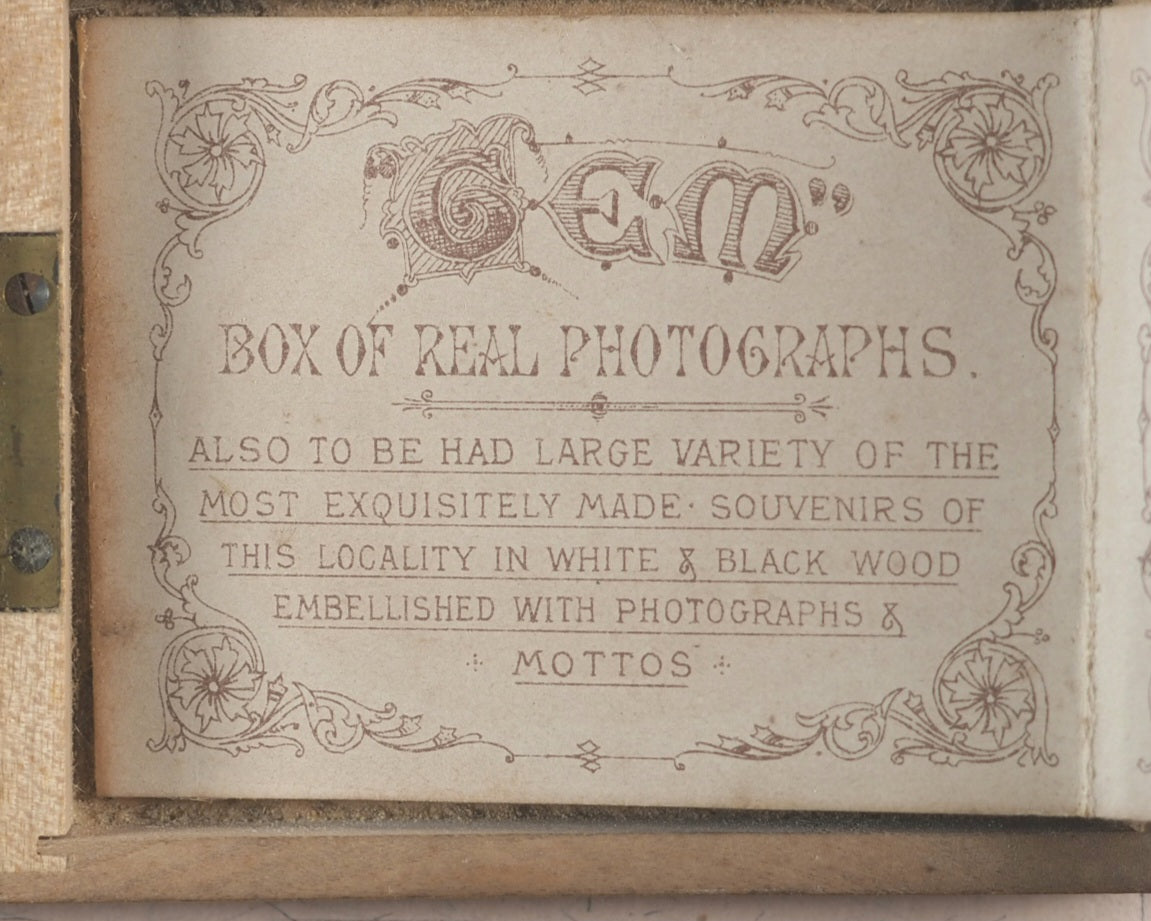 GEM"
BOX OF REAL PHOTOGRAPHS.
ALSO TO BE HAD LARGE VARIETY OF THE
MOST EXQUISITELY MADE· SOUVENIRS OF
THIS LOCALITY IN WHITE & BLACK WOOD
EMBELLISHED WITH PHOTOGRAPHS &
MOTTOS